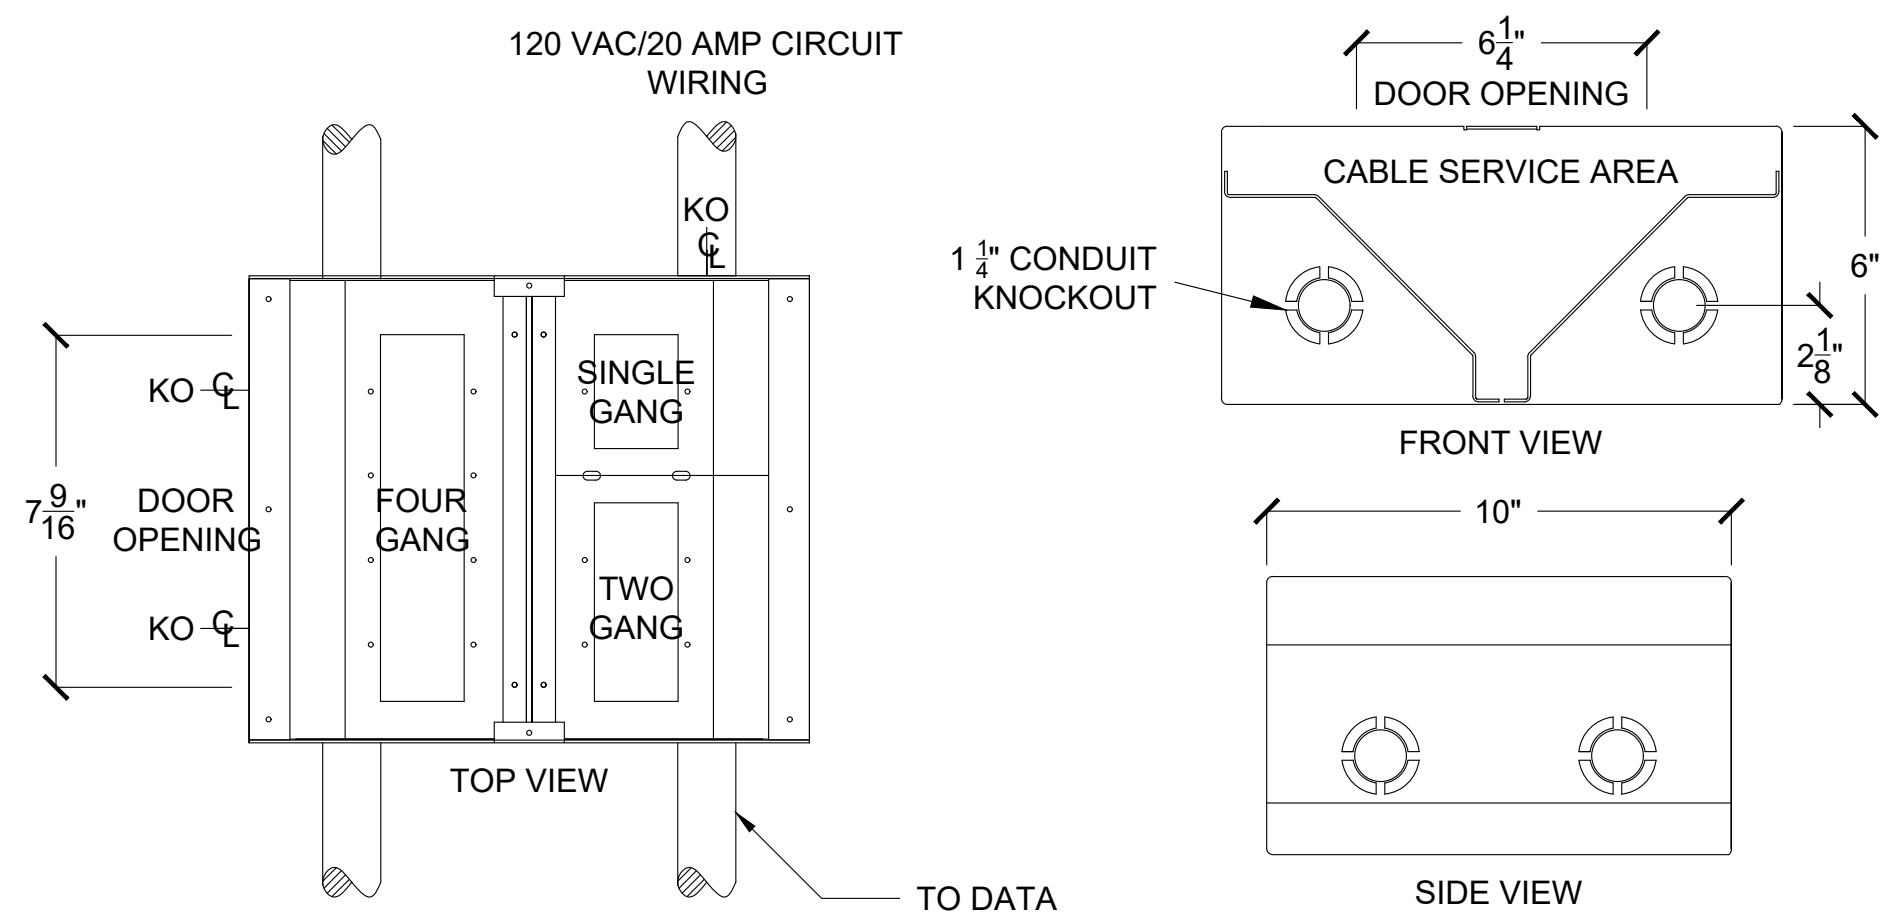 120 VAC/20 AMP CIRCUIT
WIRING
KO
CL
KO CL
7 9/16"
DOOR
OPENING
KO CL
FOUR
GANG
SINGLE
GANG
TWO
GANG
TOP VIEW
TO DATA
6 1/4"
DOOR OPENING
CABLE SERVICE AREA
1 1/4" CONDUIT
KNOCKOUT
6"
2 1/8"
FRONT VIEW
10"
SIDE VIEW